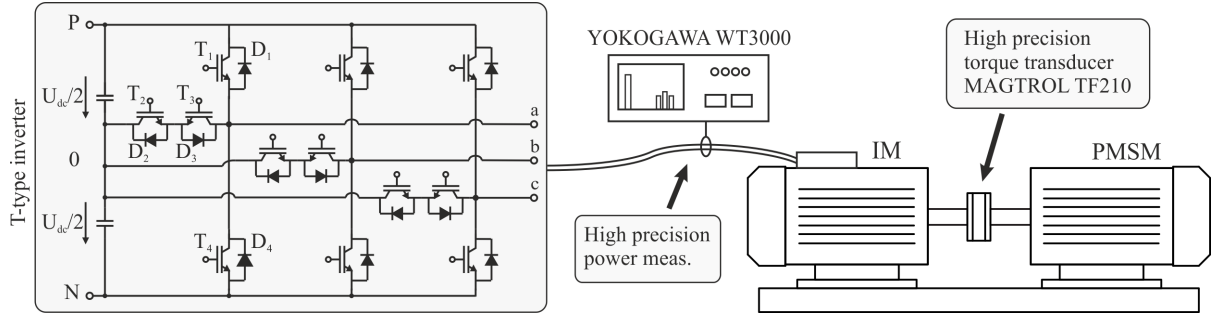 T-type inverter
P
U_dc/2
0
U_dc/2
N
T_1 D_1
T_2 T_3
D_2 D_3
T_4 D_4
a
b
c
YOKOGAWA WT3000
High precision
power meas.
High precision
torque transducer
MAGTROL TF210
IM
PMSM